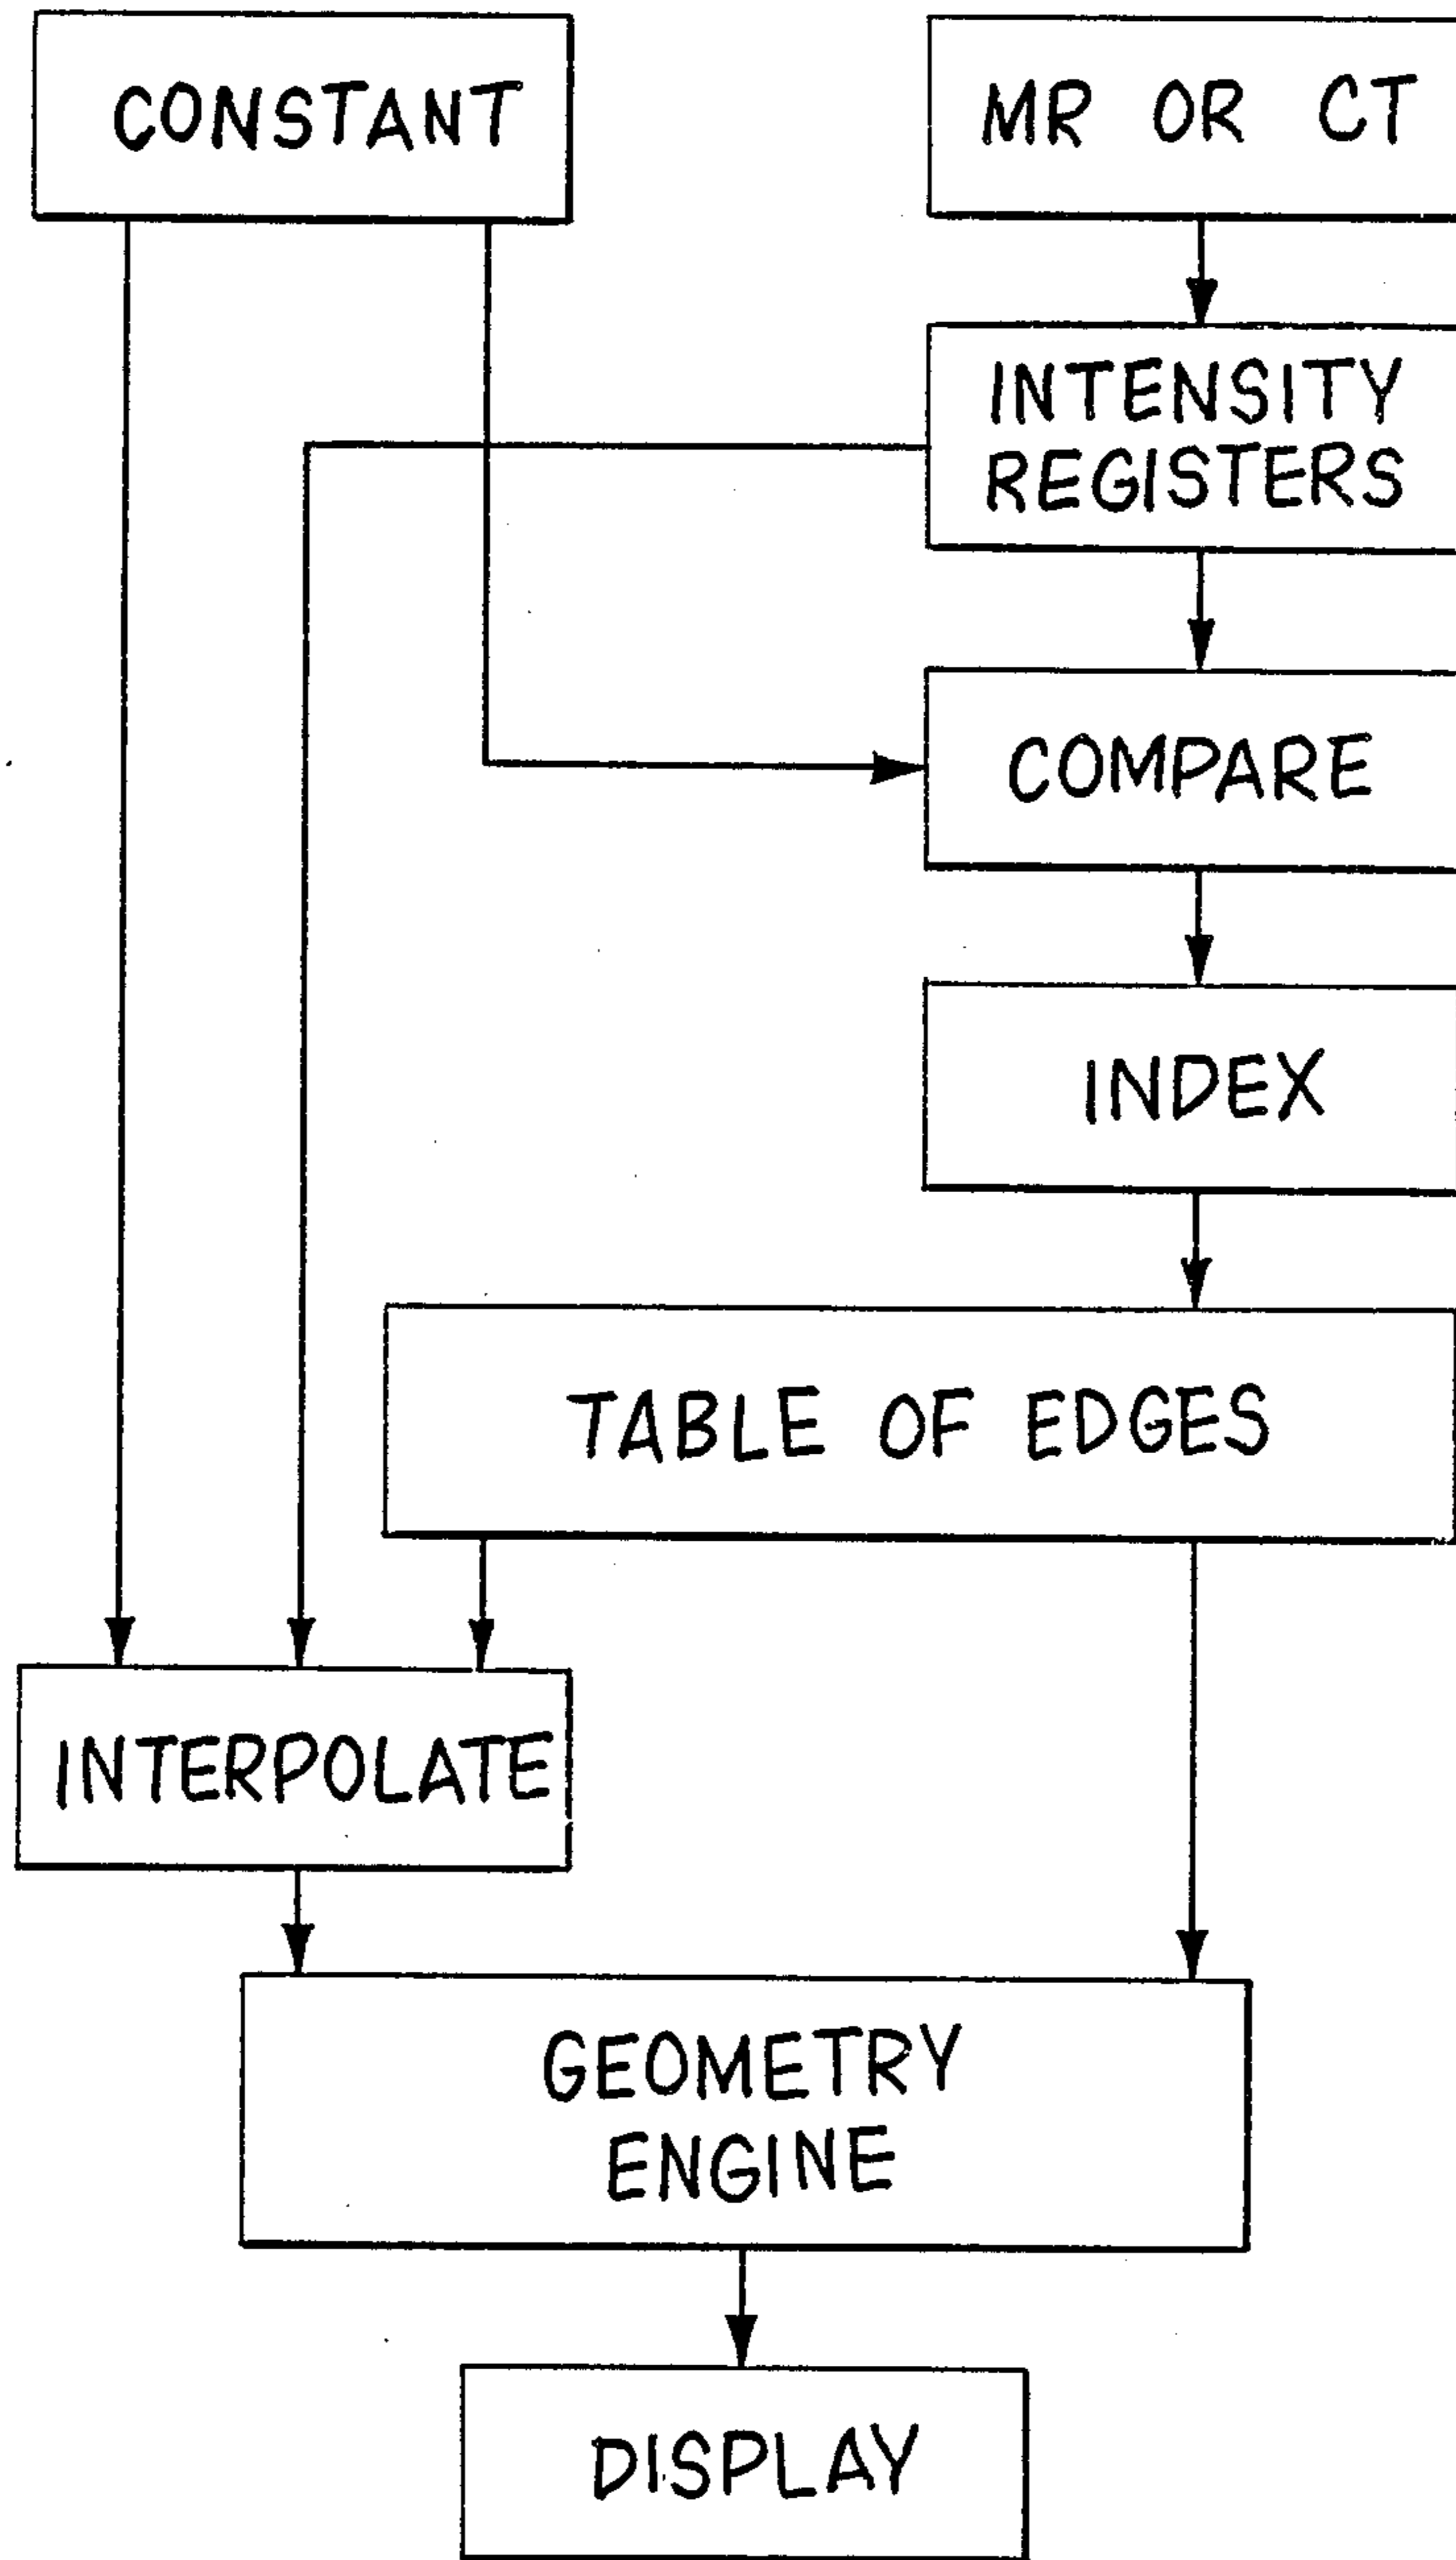 CONSTANT
MR OR CT
INTENSITY
REGISTERS
COMPARE
INDEX
TABLE OF EDGES
INTERPOLATE
GEOMETRY
ENGINE
DISPLAY